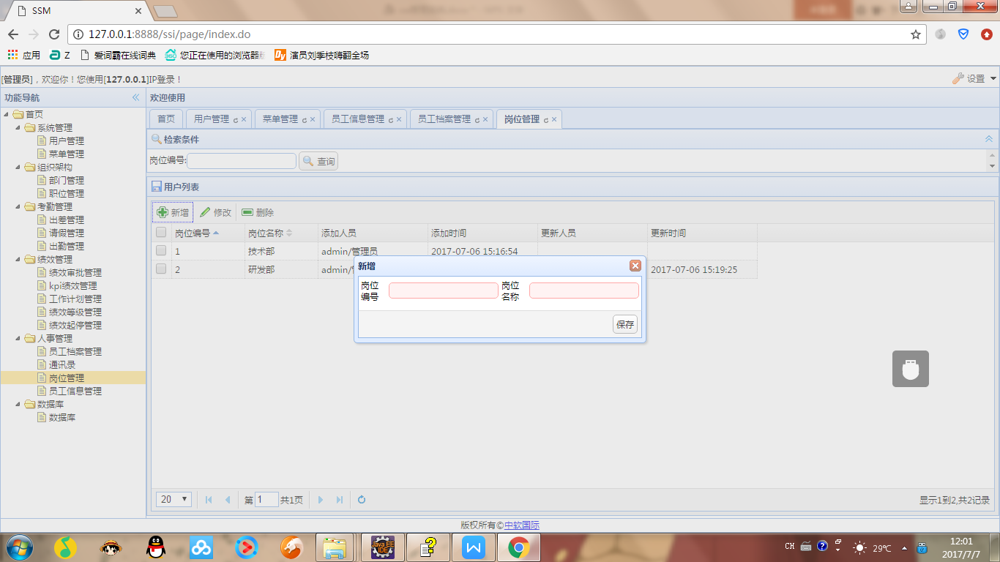 SSM
127.0.0.1:8888/ssi/page/index.do
应用 Z 爱词霸在线词典 您正在使用的浏览器版 演员刘季枝嗨翻全场
[管理员]，欢迎你！您使用[127.0.0.1]IP登录！ 设置
功能导航
首页
系统管理
用户管理
菜单管理
组织架构
部门管理
职位管理
考勤管理
出差管理
请假管理
出勤管理
绩效管理
绩效审批管理
kpi绩效管理
工作计划管理
绩效等级管理
绩效起停管理
人事管理
员工档案管理
通讯录
岗位管理
员工信息管理
数据库
数据库
欢迎使用
首页 用户管理 菜单管理 员工信息管理 员工档案管理 岗位管理
检索条件
岗位编号: 查询
用户列表
新增 修改 删除
岗位编号 岗位名称 添加人员 添加时间 更新人员 更新时间
1 技术部 admin/管理员 2017-07-06 15:16:54
2 研发部 admin/ 2017-07-06 15:19:25
新增
岗位编号 岗位名称
保存
20 第 1 共1页 显示1到2,共2记录
版权所有©中软国际
Java EE IDE
CH 29℃ 12:01
2017/7/7